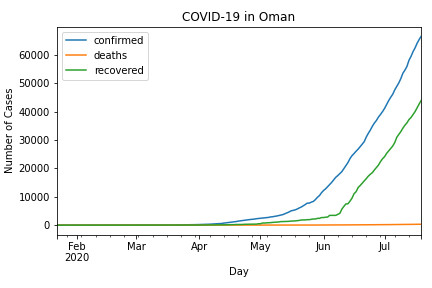 COVID-19 in Oman
confirmed
deaths
recovered
Number of Cases
60000
50000
40000
30000
20000
10000
0
Feb
2020
Mar
Apr
May
Jun
Jul
Day